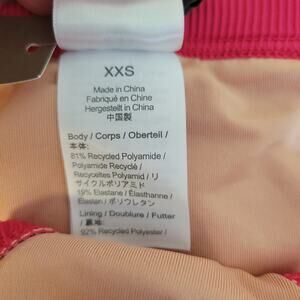 XXS
Made in China
Fabriqué en Chine
Hergestellt in China
中国製
Body / Corps / Oberteil /
本体:
81% Recycled Polyamide /
Polyamide Recyclé /
Recyceltes Polyamid / リ
サイクルポリアミド
19% Elastane / Élasthanne /
Elastan / ポリウレタン
Lining / Doublure / Futter
/ 裏地:
92% Recycled Polyester /